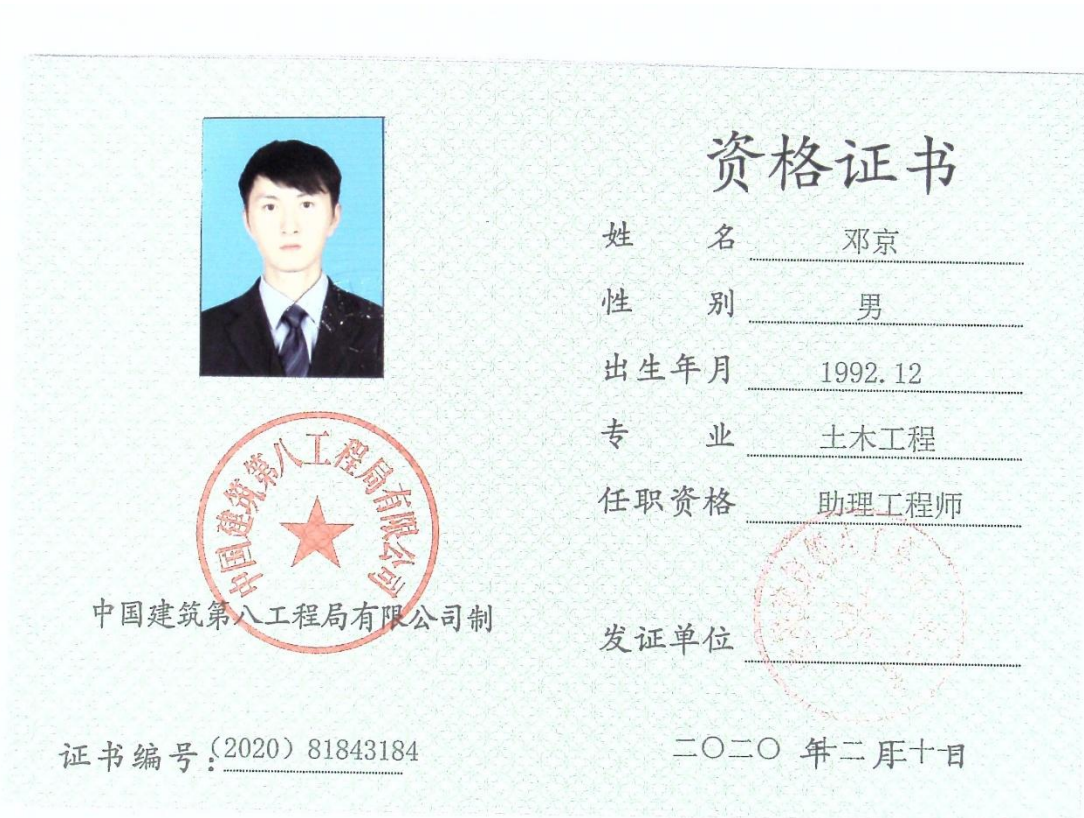 资格证书
姓 名 邓京
性 别 男
出生年月 1992.12
专 业 土木工程
任职资格 助理工程师
发证单位
二〇二〇 年二月十日
中国建筑第八工程局有限公司
中国建筑第八工程局有限公司制
证书编号:(2020) 81843184